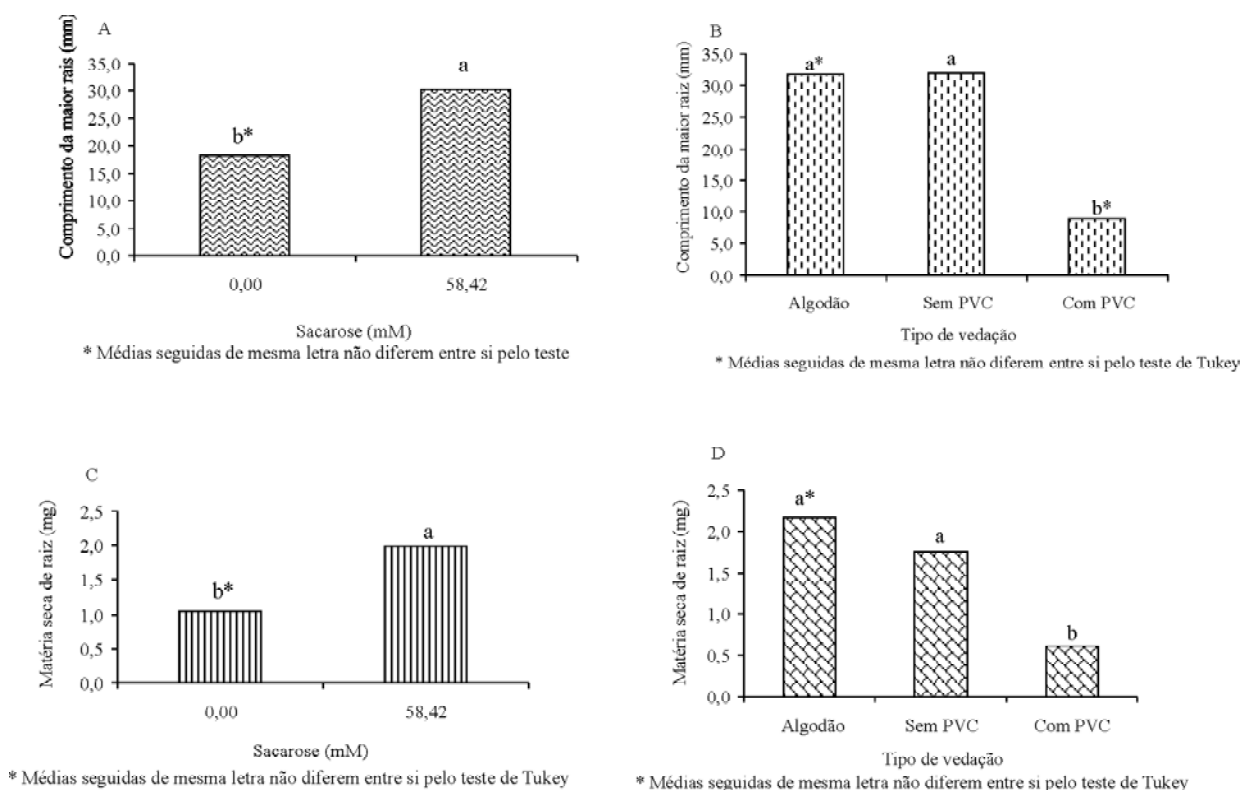 A
Comprimento da maior rais (mm)
35,0
30,0
25,0
20,0
15,0
10,0
5,0
0,0
b*
a
0,00
58,42
Sacarose (mM)
* Médias seguidas de mesma letra não diferem entre si pelo teste
B
Comprimento da maior raiz (mm)
35,0
30,0
25,0
20,0
15,0
10,0
5,0
0,0
a*
a
b*
Algodão
Sem PVC
Com PVC
Tipo de vedação
* Médias seguidas de mesma letra não diferem entre si pelo teste de Tukey
C
Matéria seca de raiz (mg)
2,5
2,0
1,5
1,0
0,5
0,0
b*
a
0,00
58,42
Sacarose (mM)
* Médias seguidas de mesma letra não diferem entre si pelo teste de Tukey
D
Matéria seca de raiz (mg)
2,5
2,0
1,5
1,0
0,5
0,0
a*
a
b
Algodão
Sem PVC
Com PVC
Tipo de vedação
* Médias seguidas de mesma letra não diferem entre si pelo teste de Tukey